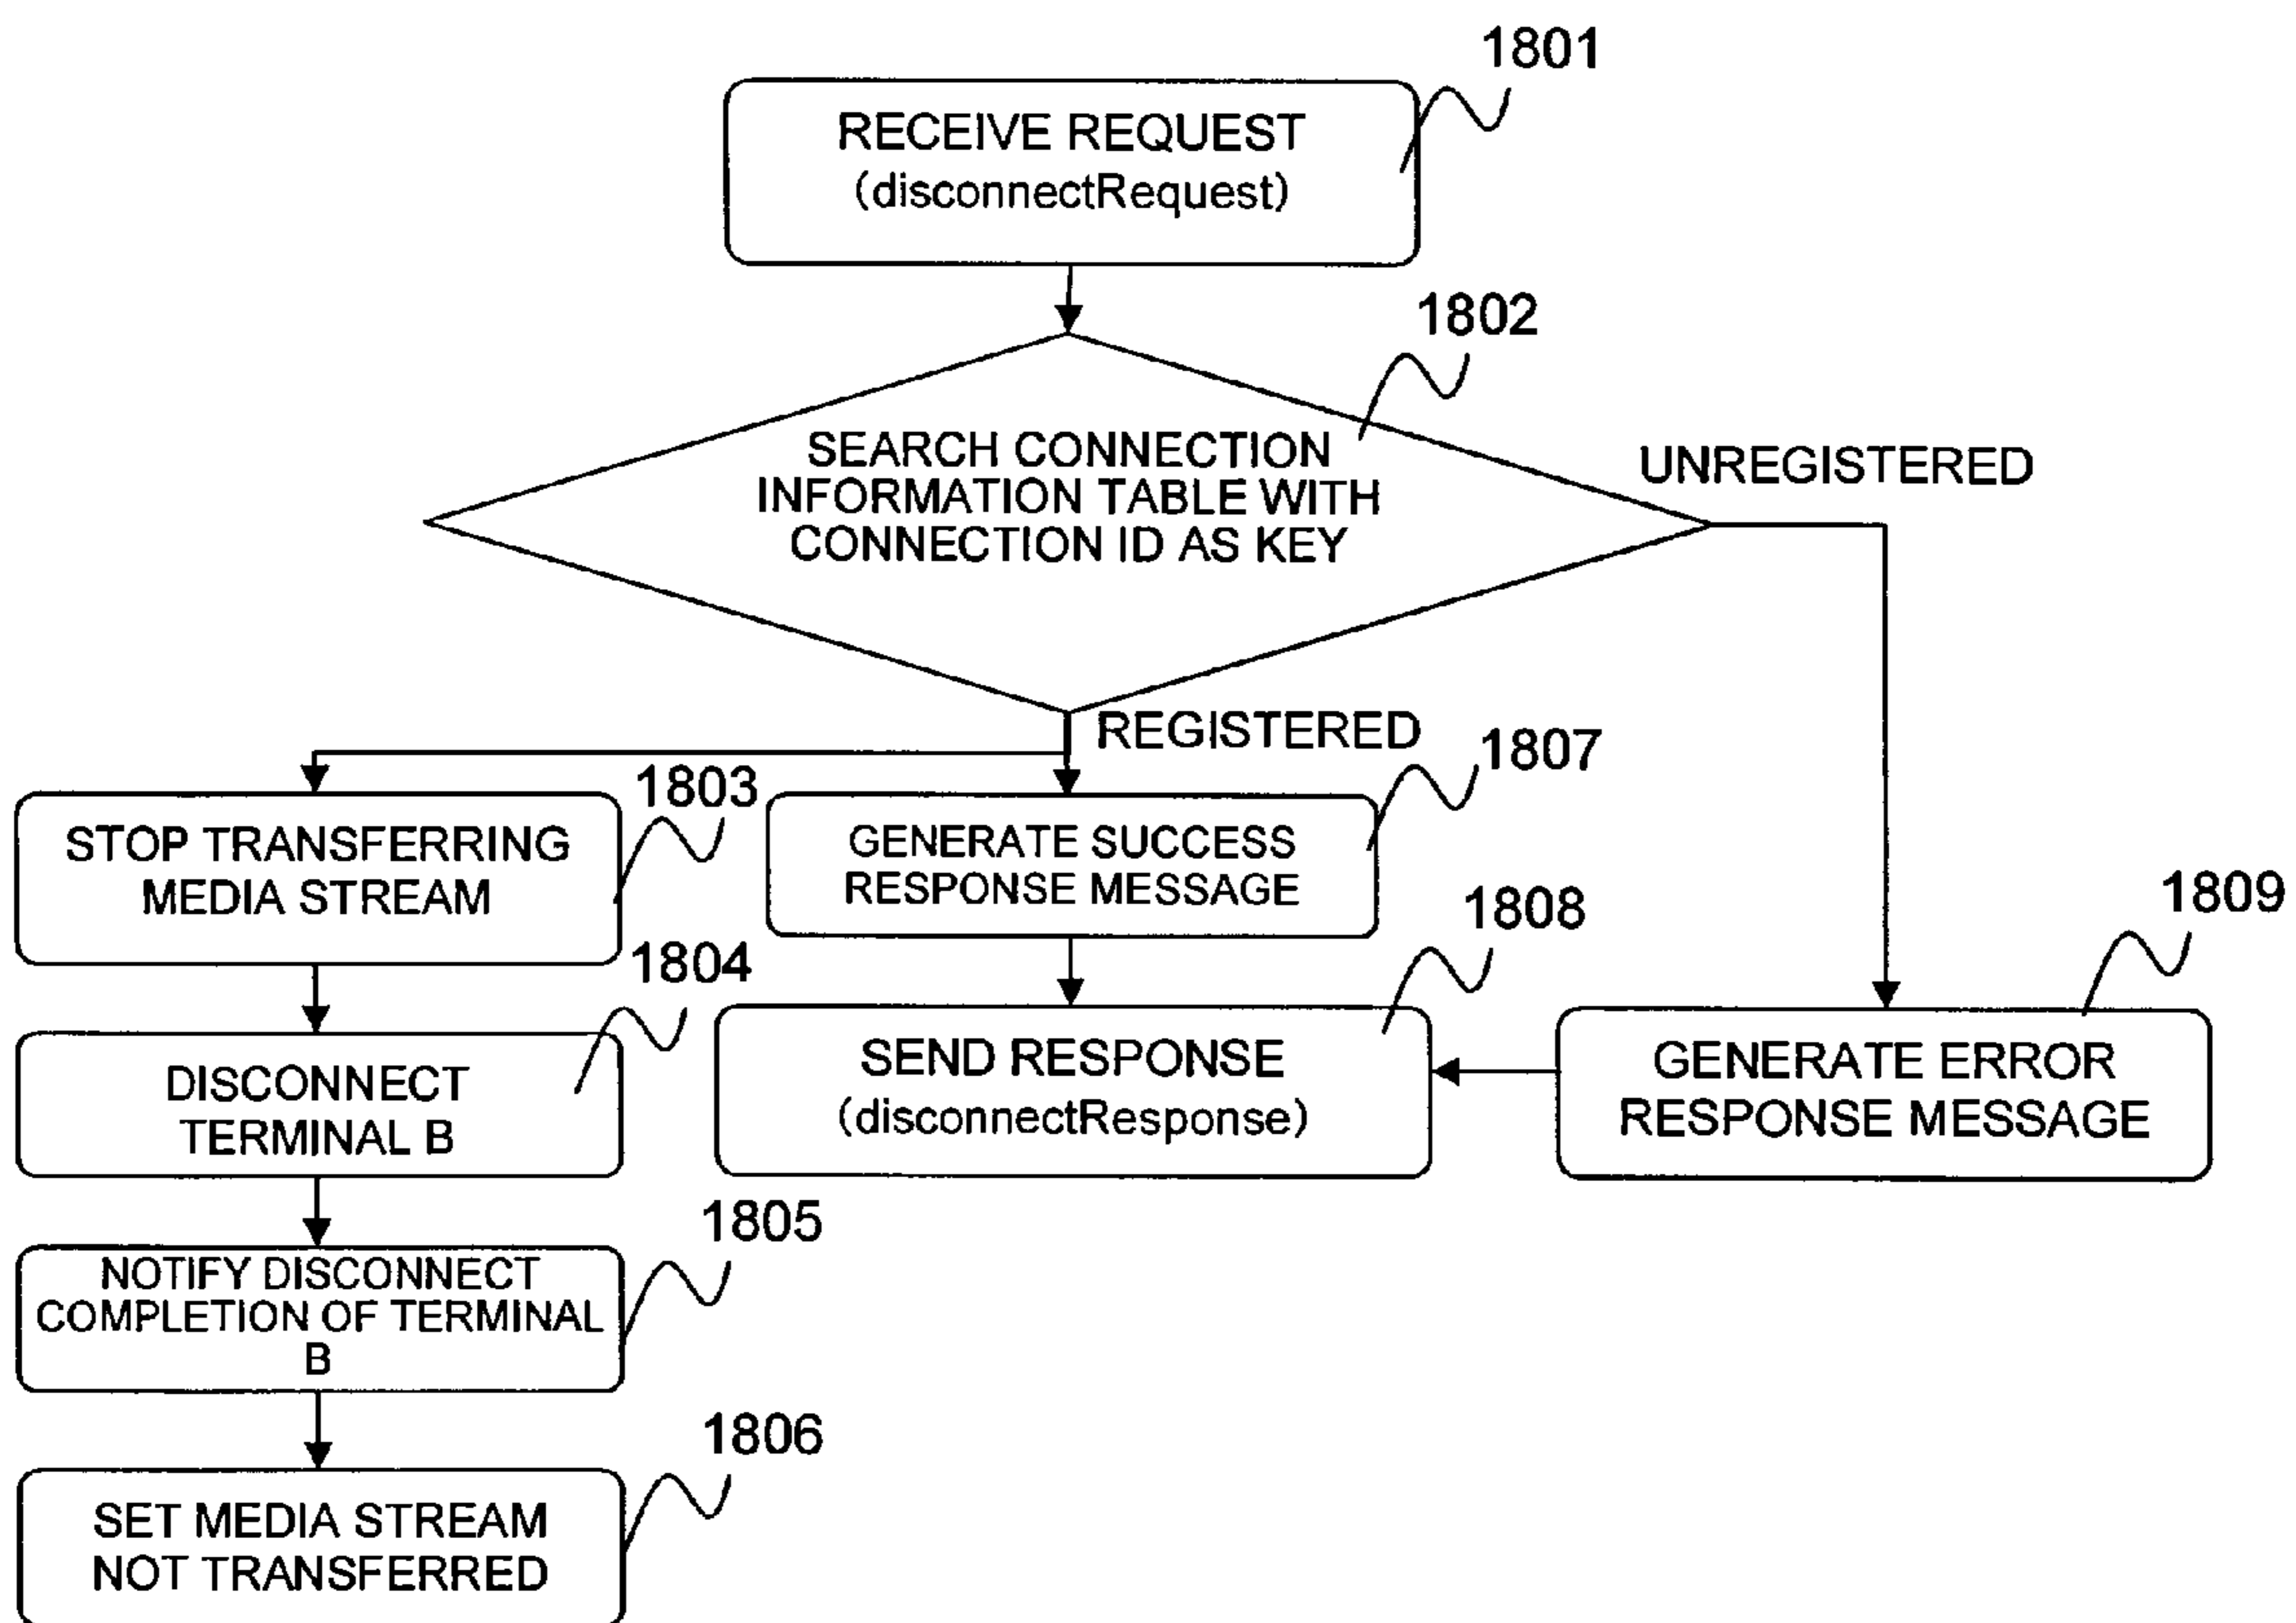 1801
RECEIVE REQUEST
(disconnectRequest)
1802
SEARCH CONNECTION
INFORMATION TABLE WITH
CONNECTION ID AS KEY
UNREGISTERED
REGISTERED
1803
STOP TRANSFERRING
MEDIA STREAM
1807
GENERATE SUCCESS
RESPONSE MESSAGE
1804
DISCONNECT
TERMINAL B
1808
SEND RESPONSE
(disconnectResponse)
1809
GENERATE ERROR
RESPONSE MESSAGE
1805
NOTIFY DISCONNECT
COMPLETION OF TERMINAL
B
1806
SET MEDIA STREAM
NOT TRANSFERRED